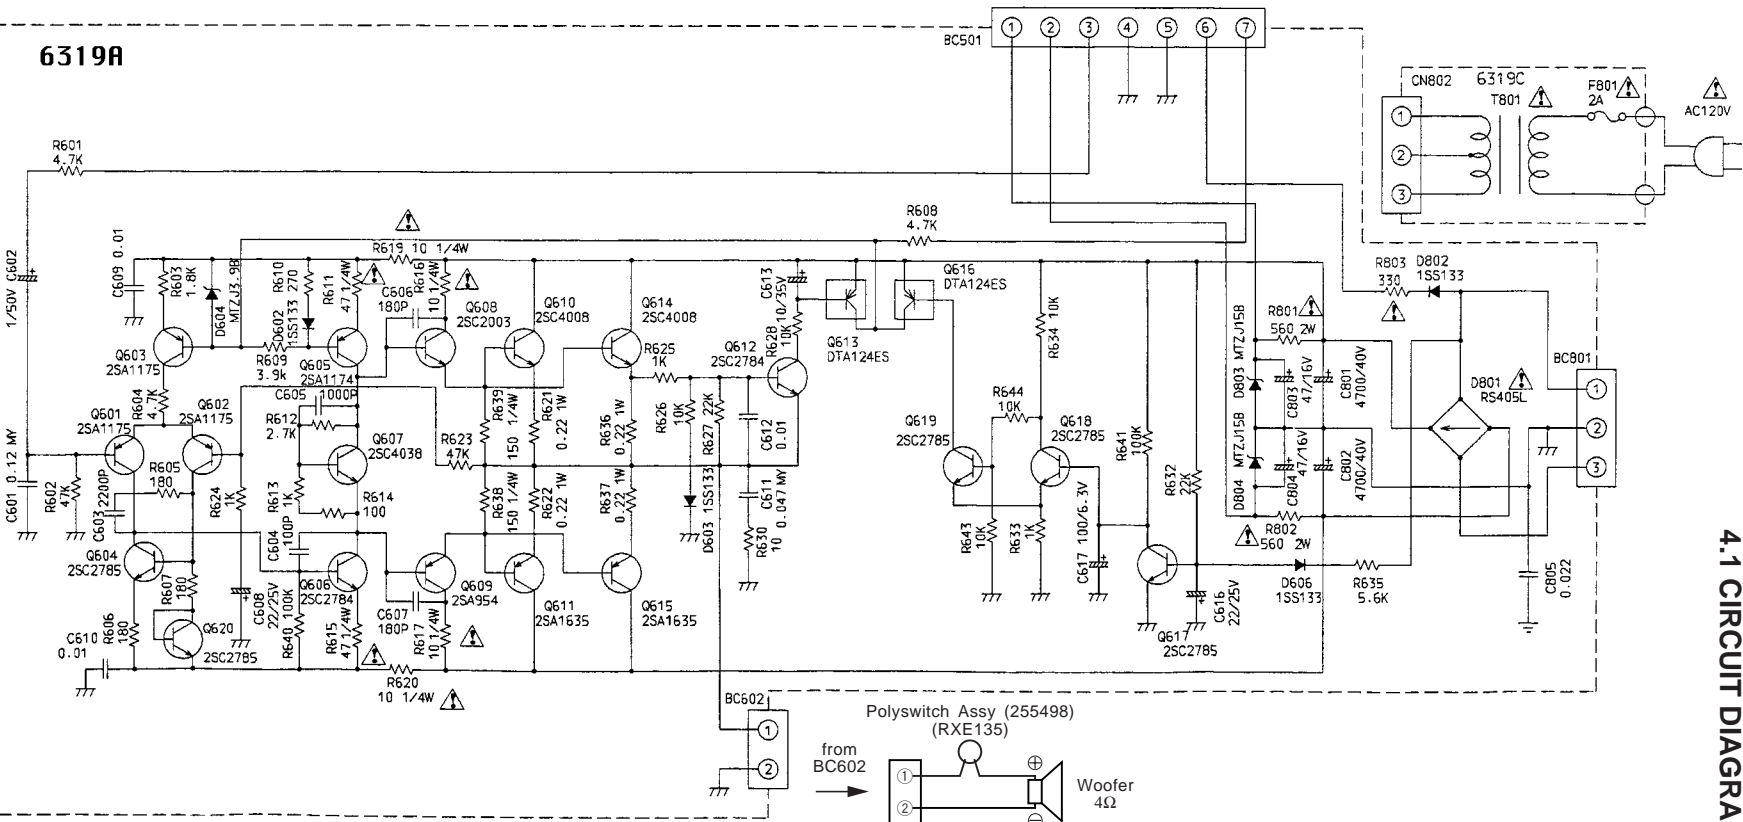 6319A
BC501
1 2 3 4 5 6 7
CN802
6319C
T801
F801
2A
AC120V
1
2
3
R601
4.7K
R608
4.7K
1/50V C602
C609 0.01
R603
1.8K
D604
MTZJ3.9B
R610
270
D602
1SS133
R611
47 1/4W
R619 10 1/4W
C606
180P
R616
10 1/4W
Q608
2SC2003
Q610
2SC4008
Q614
2SC4008
C613
10/35V
R628
10K
Q612
2SC2784
Q613
DTA124ES
Q616
DTA124ES
R634 10K
R803
330
D802
1SS133
R801
560 2W
D803 MTZJ15B
C803
47/16V
C801
4700/40V
D801
RS405L
BC801
1
2
3
Q603
2SA1175
R604
4.7K
R609
3.9k
Q605
2SA1174
C605
1000P
R625
1K
Q601
2SA1175
Q602
2SA1175
R612
2.7K
Q607
2SC4038
R623
47K
R639
150 1/4W
R621
0.22 1W
R636
0.22 1W
R626
10K
R627 22K
C612
0.01
R644
10K
Q619
2SC2785
Q618
2SC2785
R641
100K
R632
22K
D804 MTZJ15B
C804
47/16V
C802
4700/40V
R802
560 2W
C601 0.12 MY
R602
47K
C603
2200P
R605
180
R624
1K
R613
1K
R614
100
C604
100P
R638
150 1/4W
R622
0.22 1W
R637
0.22 1W
D603 1SS133
C611
0.047 MY
R630
10
R643
10K
R633
1K
C617 100/6.3V
Q604
2SC2785
R607
180
C608
22/25V
R640 100K
Q606
2SC2784
R615
47 1/4W
C607
180P
Q609
2SA954
R617
10 1/4W
Q611
2SA1635
Q615
2SA1635
Q617
2SC2785
C616
22/25V
D606
1SS133
R635
5.6K
C805
0.022
C610
0.01
R606
180
Q620
2SC2785
R620
10 1/4W
BC602
1
2
from
BC602
Polyswitch Assy (255498)
(RXE135)
1
2
Woofer
4Ω
4.1 CIRCUIT DIAGRA